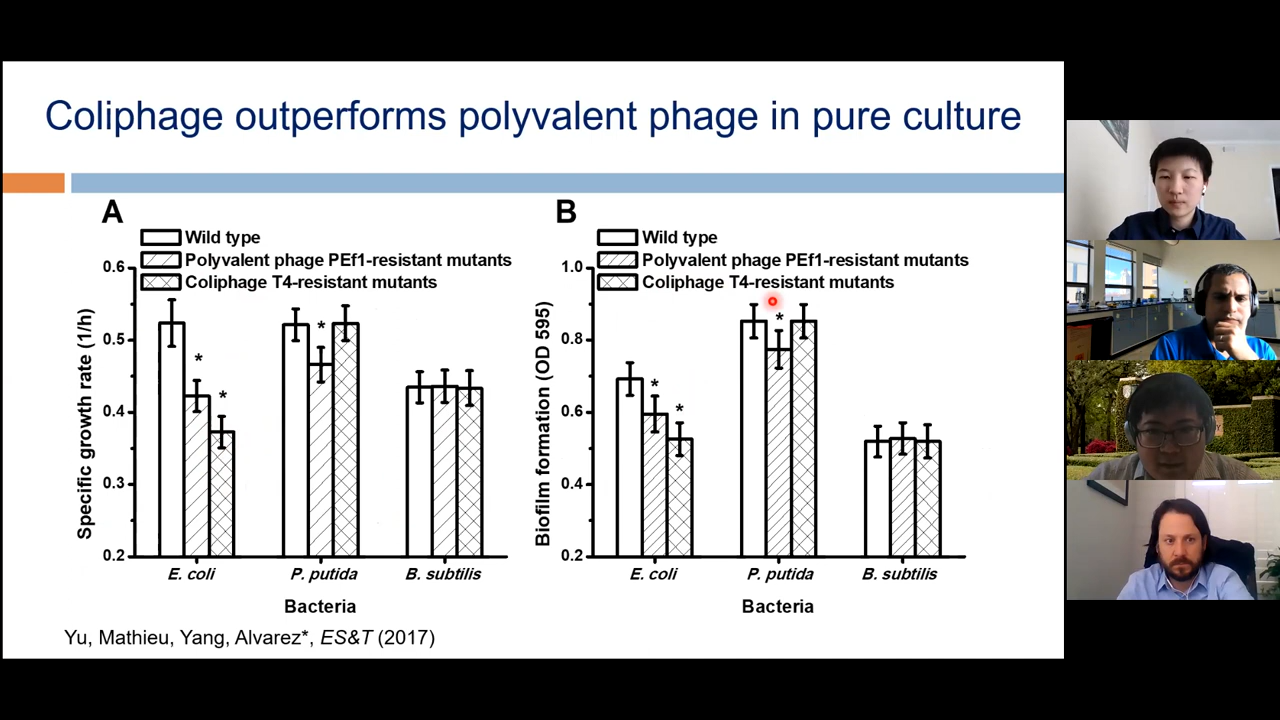 Coliphage outperforms polyvalent phage in pure culture
A
Wild type
Polyvalent phage PEf1-resistant mutants
Coliphage T4-resistant mutants
Specific growth rate (1/h)
0.6
0.5
0.4
0.3
0.2
*
*
*
E. coli
P. putida
B. subtilis
Bacteria
B
Wild type
Polyvalent phage PEf1-resistant mutants
Coliphage T4-resistant mutants
Biofilm formation (OD 595)
1.0
0.8
0.6
0.4
0.2
*
*
*
E. coli
P. putida
B. subtilis
Bacteria
Yu, Mathieu, Yang, Alvarez*, ES&T (2017)